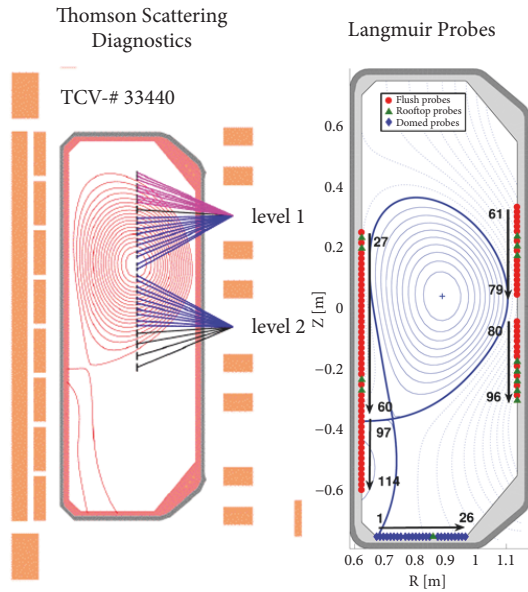 Thomson Scattering
Diagnostics
TCV-# 33440
level 1
level 2
Langmuir Probes
Flush probes
Rooftop probes
Domed probes
0.6
0.4
0.2
0
−0.2
−0.4
−0.6
Z [m]
27
60
97
114
61
79
80
96
1
26
0.6
0.7
0.8
0.9
1
1.1
R [m]